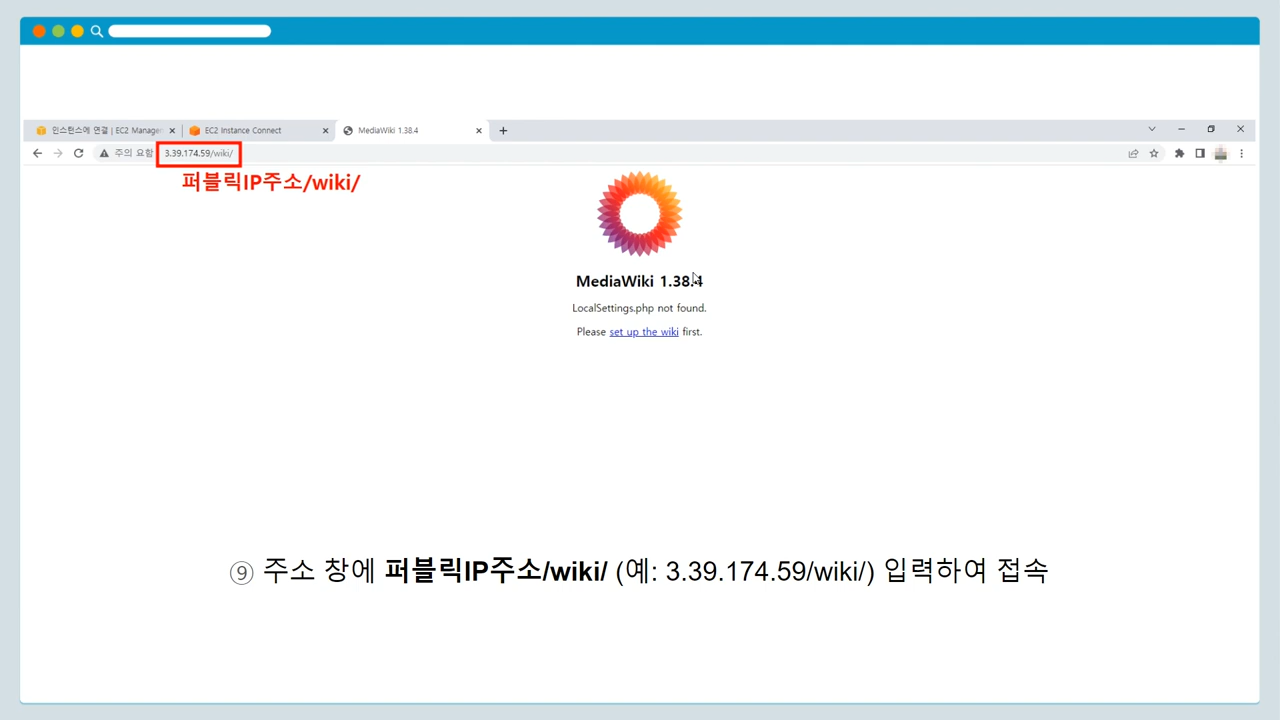 인스턴스에 연결 | EC2 Manager
EC2 Instance Connect
MediaWiki 1.38.4
주의 요함
3.39.174.59/wiki/
퍼블릭IP주소/wiki/
MediaWiki 1.38.4
LocalSettings.php not found.
Please set up the wiki first.
⑨ 주소 창에 퍼블릭IP주소/wiki/ (예: 3.39.174.59/wiki/) 입력하여 접속